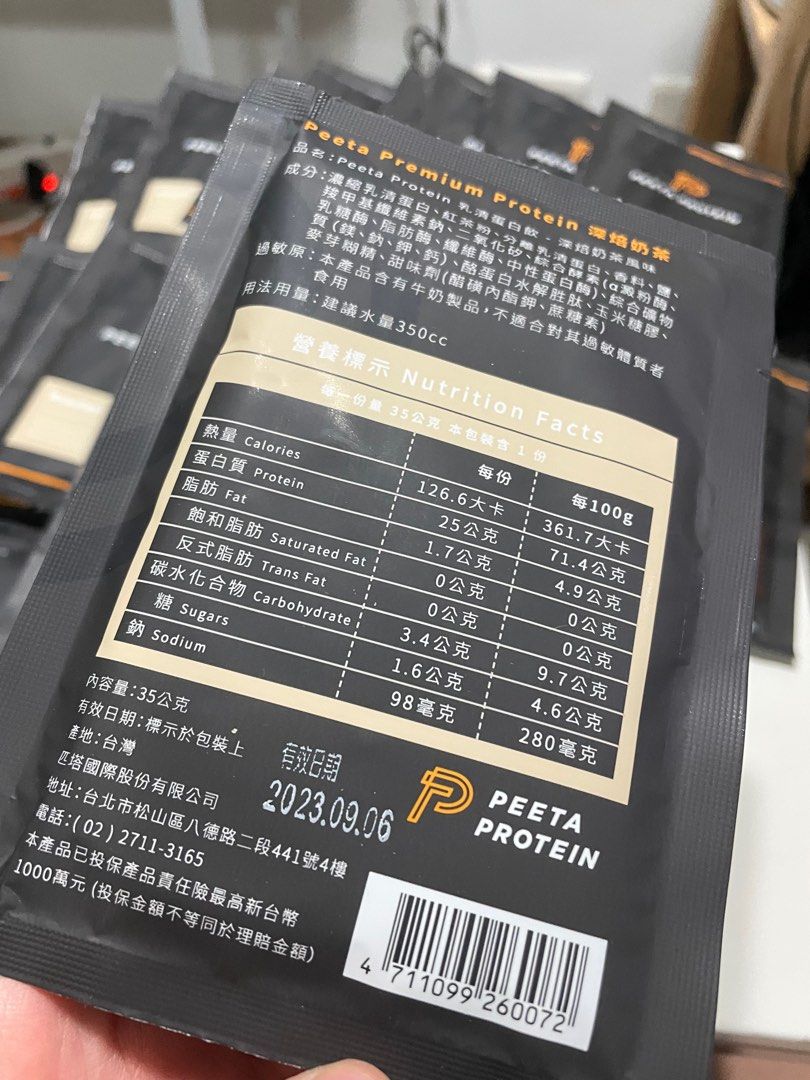 Peeta Premium Protein 深焙奶茶
品名:Peeta Protein 乳清蛋白飲 - 深焙奶茶風味
成分:濃縮乳清蛋白、紅茶粉、分離乳清蛋白、香料、鹽、
羧甲基纖維素鈉、二氧化矽、綜合酵素(α澱粉酶、
乳糖酶、脂肪酶、纖維酶、中性蛋白酶)、綜合礦物
質(鎂、鈉、鉀、鈣)、酪蛋白水解胜肽、玉米糖膠、
麥芽糊精、甜味劑(醋磺內酯鉀、蔗糖素)
過敏原:本產品含有牛奶製品,不適合對其過敏體質者
食用
用法用量:建議水量350cc
營養標示 Nutrition Facts
每一份量 35公克 本包裝含 1 份
每份 每100g
熱量 Calories 126.6大卡 361.7大卡
蛋白質 Protein 25公克 71.4公克
脂肪 Fat 1.7公克 4.9公克
飽和脂肪 Saturated Fat 0公克 0公克
反式脂肪 Trans Fat 0公克 0公克
碳水化合物 Carbohydrate 3.4公克 9.7公克
糖 Sugars 1.6公克 4.6公克
鈉 Sodium 98毫克 280毫克
內容量:35公克
有效日期:標示於包裝上
產地:台灣
匹塔國際股份有限公司
地址:台北市松山區八德路二段441號4樓
電話:(02) 2711-3165
本產品已投保產品責任險最高新台幣
1000萬元 (投保金額不等同於理賠金額)
有效日期
2023.09.06
PEETA
PROTEIN
4 711099 260072